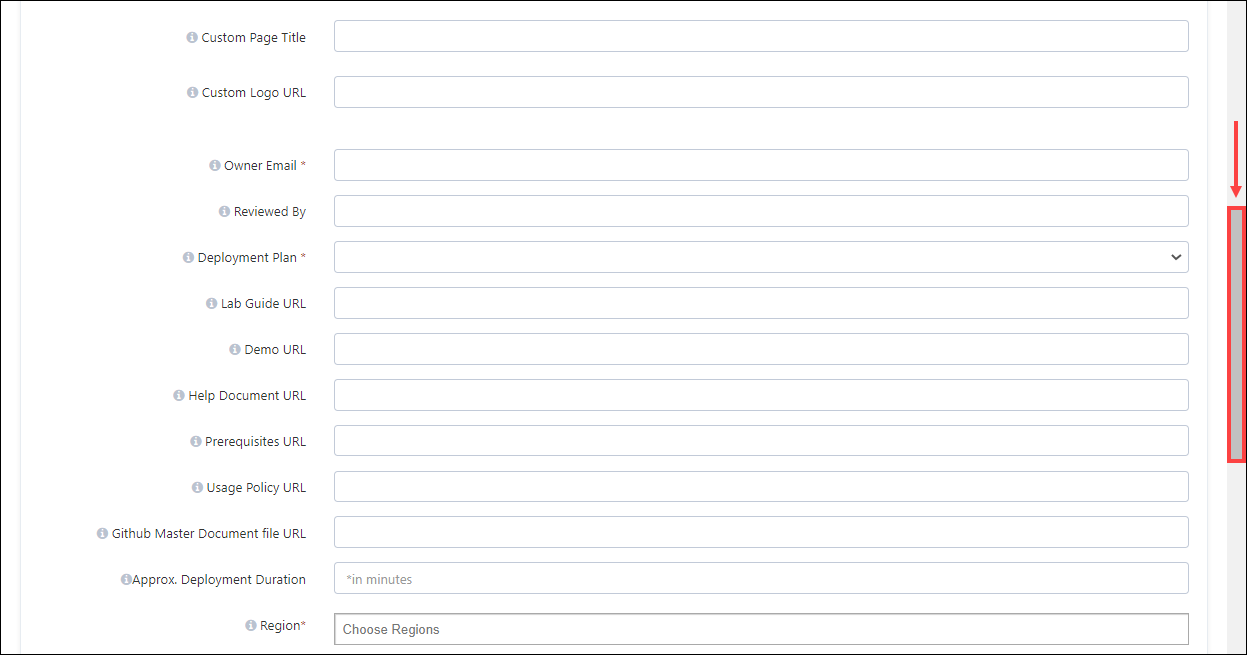 Custom Page Title
Custom Logo URL
Owner Email *
Reviewed By
Deployment Plan *
Lab Guide URL
Demo URL
Help Document URL
Prerequisites URL
Usage Policy URL
Github Master Document file URL
Approx. Deployment Duration *in minutes
Region* Choose Regions